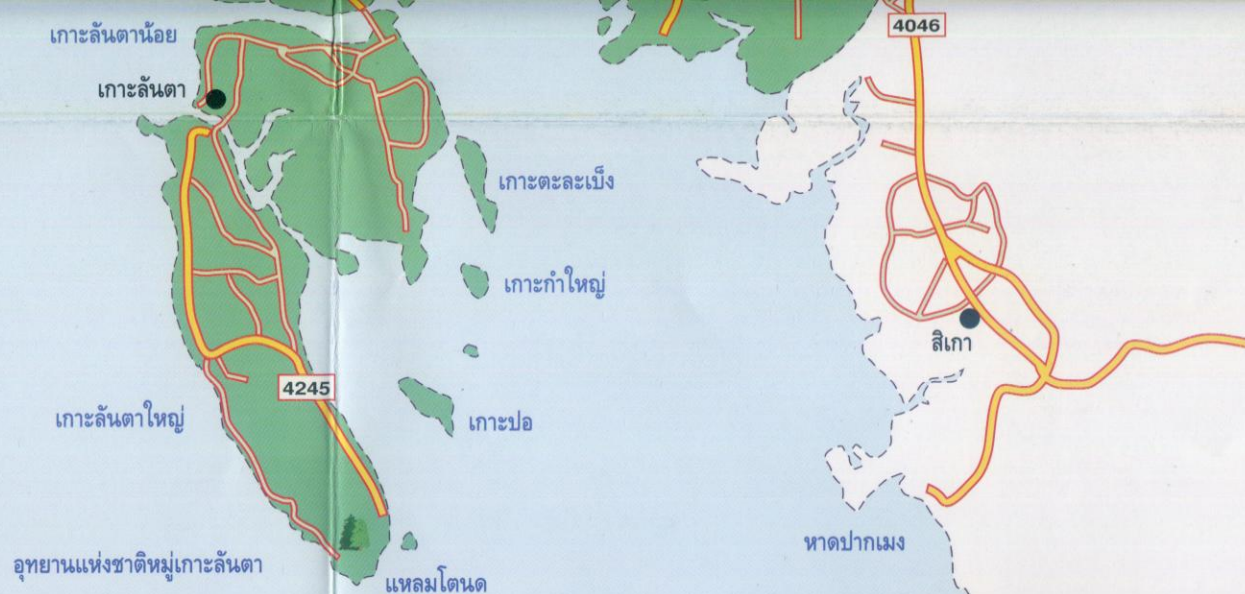 4046
เกาะลันตาน้อย
เกาะลันตา
เกาะตะละเบ็ง
เกาะกำใหญ่
สิเกา
4245
เกาะลันตาใหญ่
เกาะปอ
หาดปากเมง
อุทยานแห่งชาติหมู่เกาะลันตา
แหลมโตนด